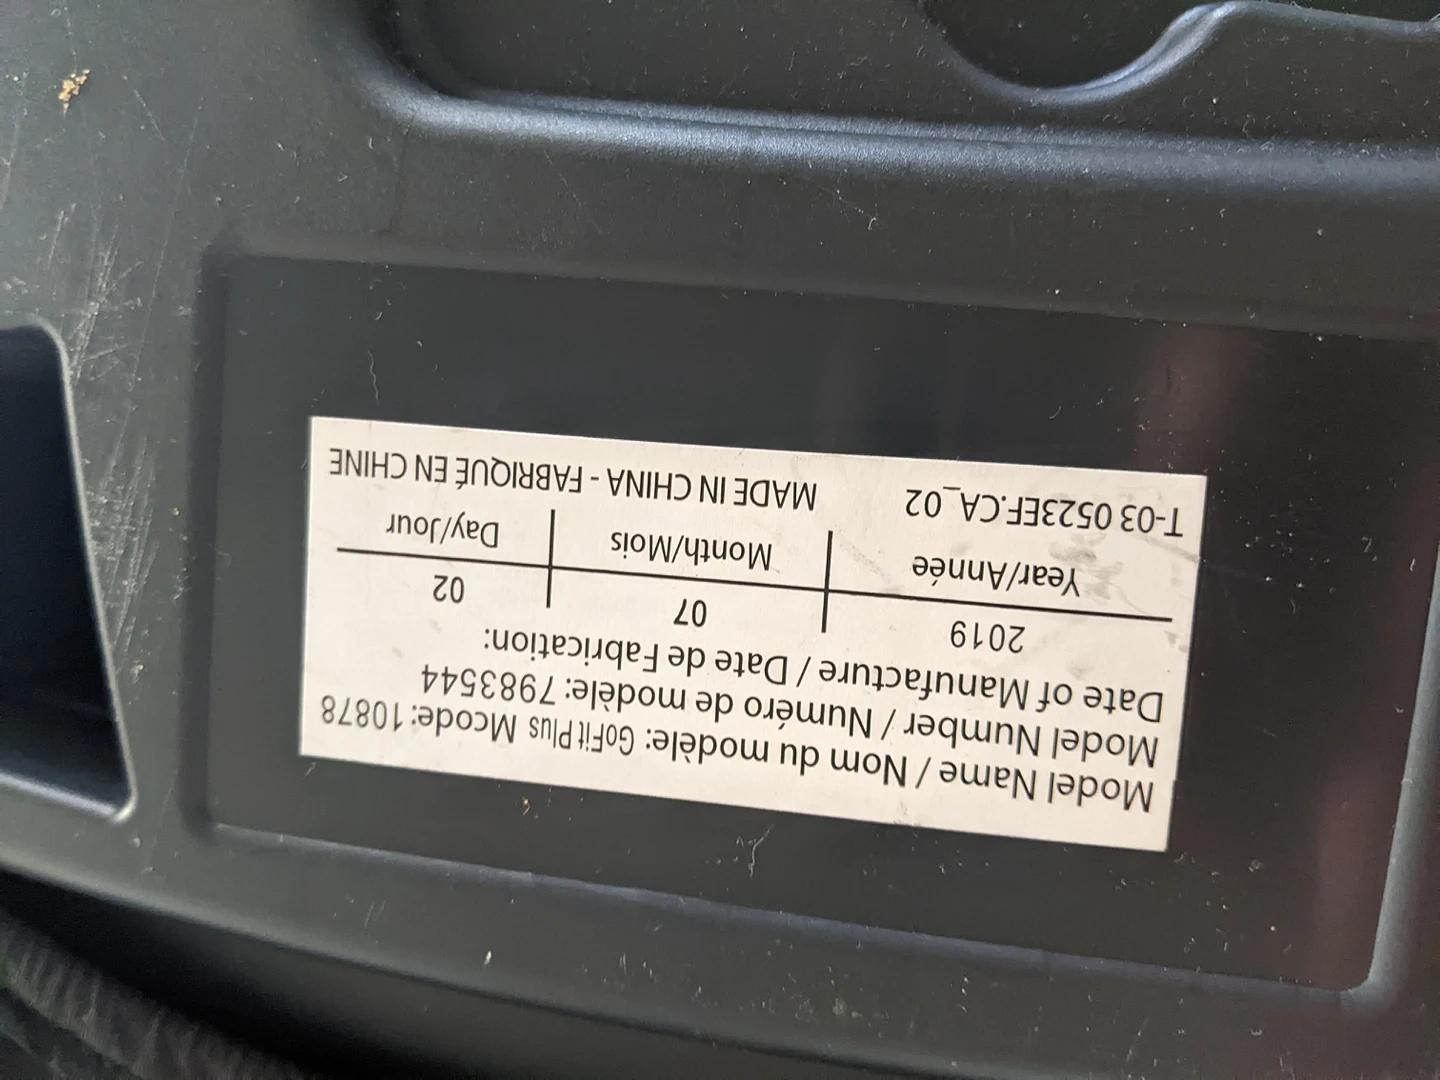 Model Name / Nom du modèle: GoFit Plus Mcode:10878
Model Number / Numéro de modèle: 7983544
Date of Manufacture / Date de Fabrication:
2019 07 02
Year/Année Month/Mois Day/Jour
T-03 0523EF.CA_02 MADE IN CHINA - FABRIQUÉ EN CHINE